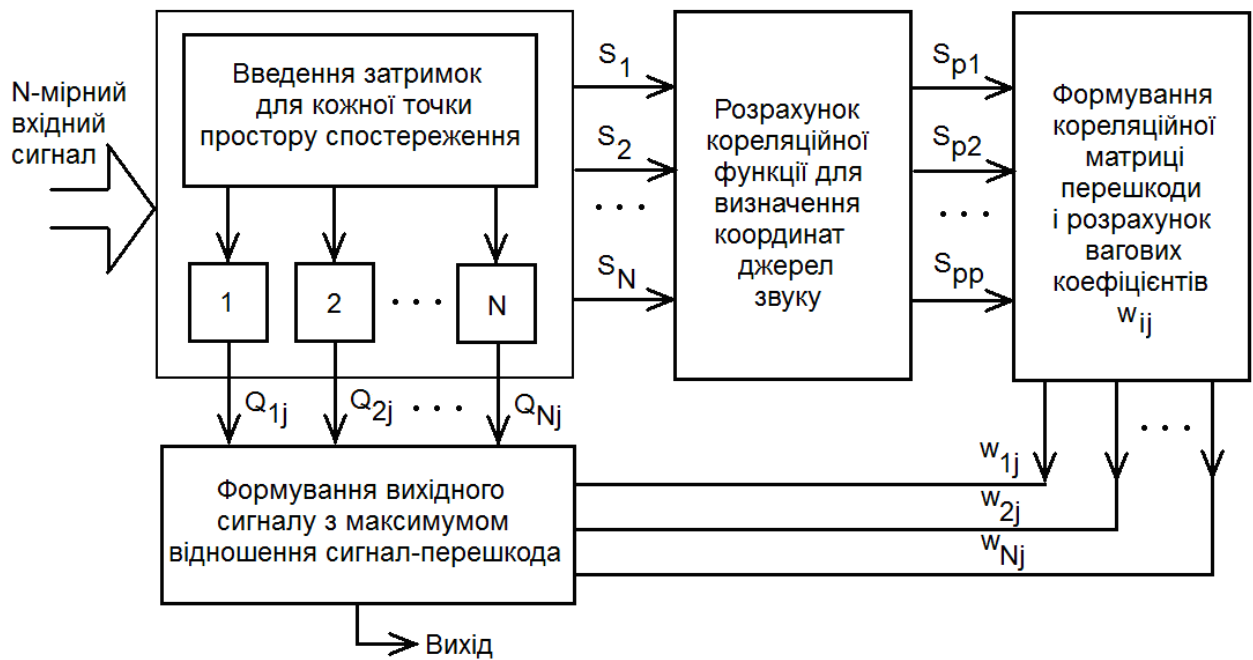 N-мірний
вхідний
сигнал
Введення затримок
для кожної точки
простору спостереження
1
2
. . .
N
S1
S2
. . .
SN
Розрахунок
кореляційної
функції для
визначення
координат
джерел
звуку
Sp1
Sp2
. . .
Spp
Формування
кореляційної
матриці
перешкоди
і розрахунок
вагових
коефіцієнтів
wij
Q1j
Q2j
. . .
QNj
. . .
w1j
w2j
wNj
Формування вихідного
сигналу з максимумом
відношення сигнал-перешкода
Вихід